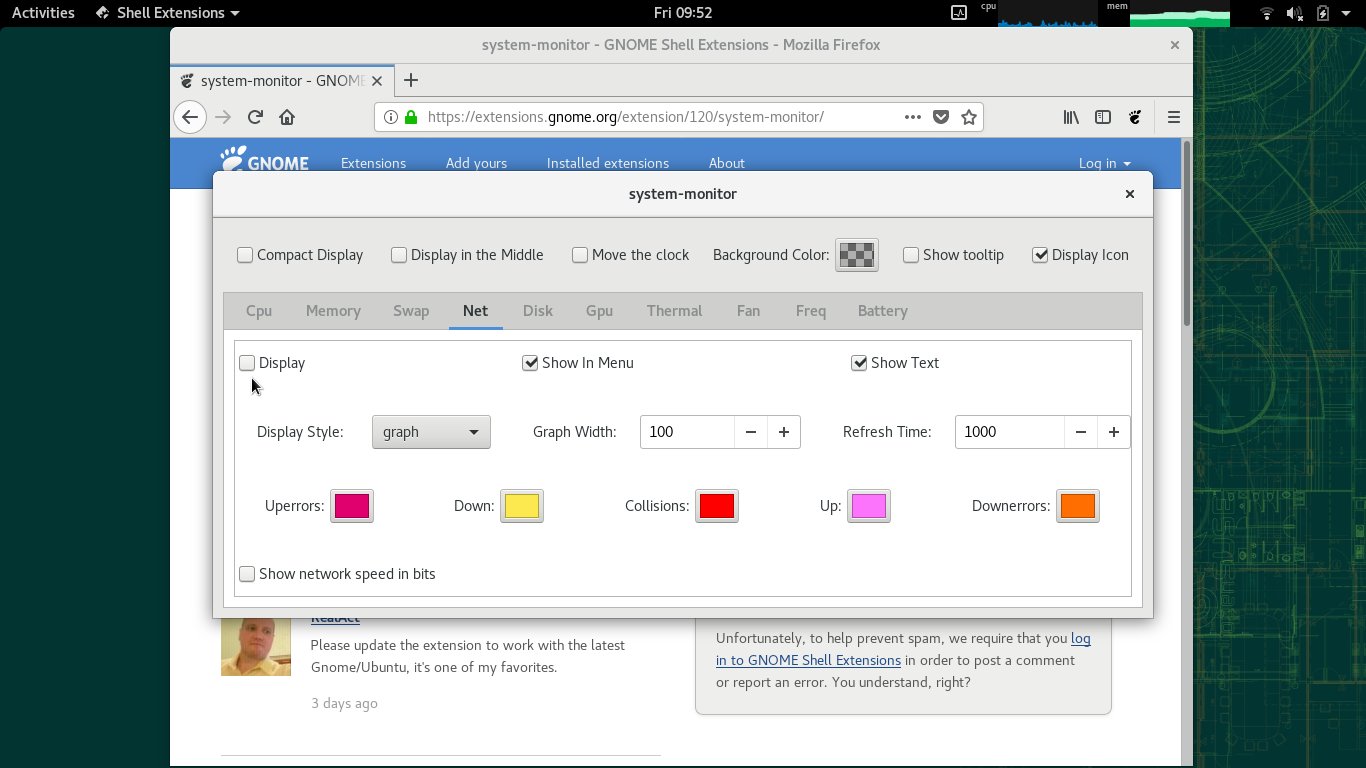 Activities Shell Extensions Fri 09:52 cpu mem
system-monitor - GNOME Shell Extensions - Mozilla Firefox
system-monitor - GNOME
https://extensions.gnome.org/extension/120/system-monitor/
GNOME Extensions Add yours Installed extensions About Log in
system-monitor
Compact Display Display in the Middle Move the clock Background Color: Show tooltip Display Icon
Cpu Memory Swap Net Disk Gpu Thermal Fan Freq Battery
Display Show In Menu Show Text
Display Style: graph Graph Width: 100 Refresh Time: 1000
Uperrors: Down: Collisions: Up: Downerrors:
Show network speed in bits
RealAct
Please update the extension to work with the latest
Gnome/Ubuntu, it's one of my favorites.
3 days ago
Unfortunately, to help prevent spam, we require that you log
in to GNOME Shell Extensions in order to post a comment
or report an error. You understand, right?